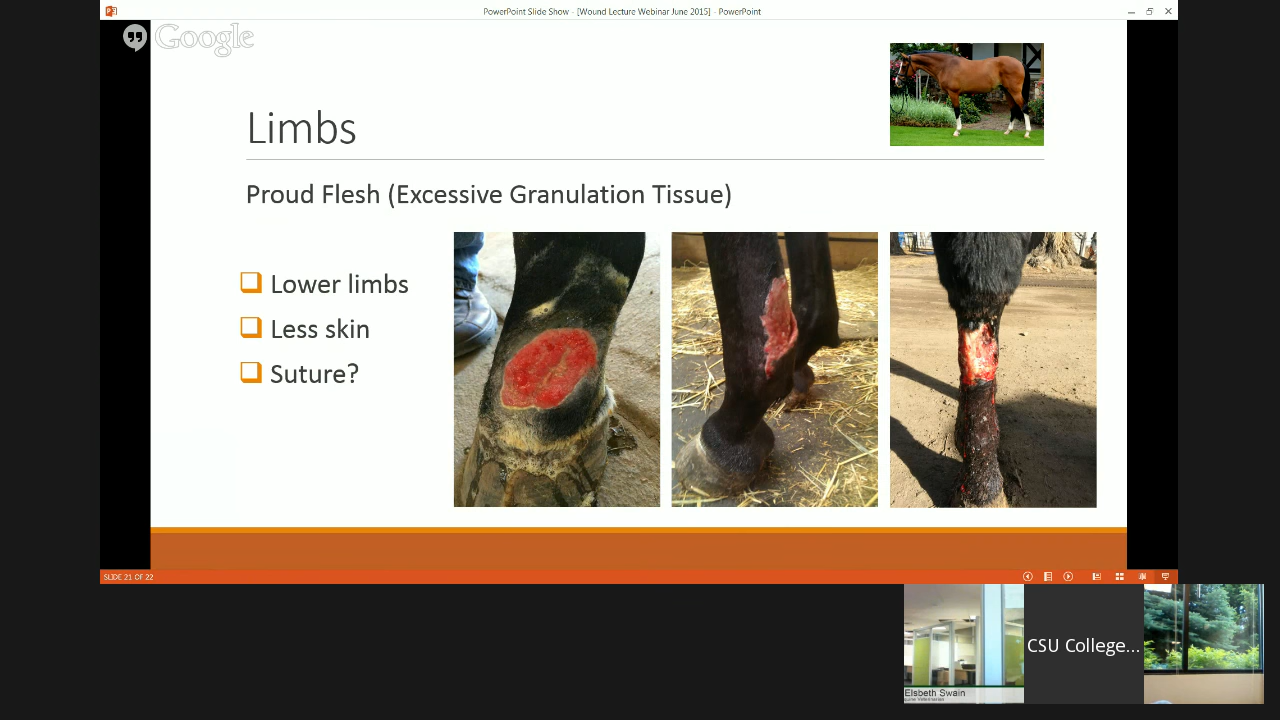 PowerPoint Slide Show - [Wound Lecture Webinar June 2015] - PowerPoint
Google
Limbs
Proud Flesh (Excessive Granulation Tissue)
Lower limbs
Less skin
Suture?
SLIDE 21 OF 22
CSU College...
Elsbeth Swain